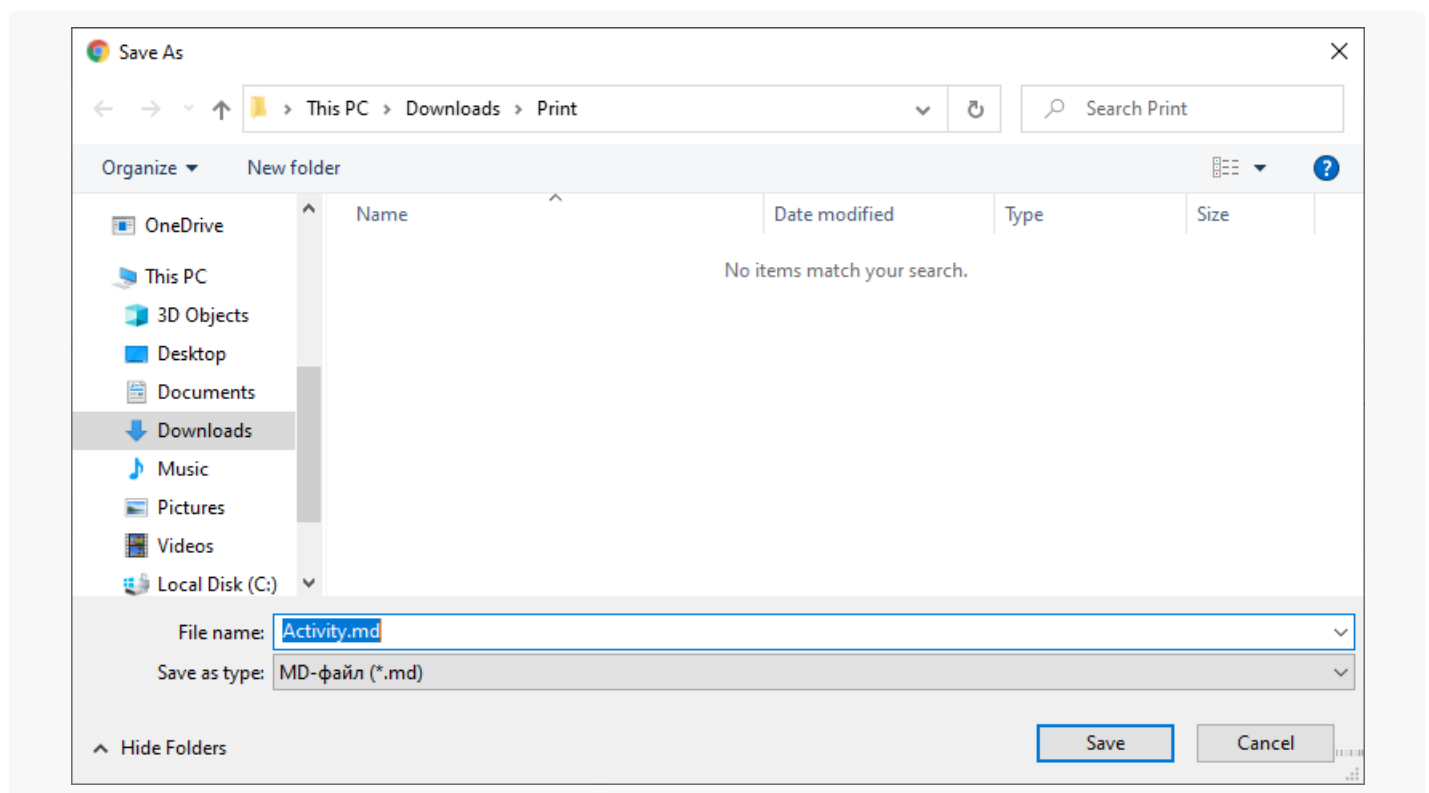 Save As
This PC > Downloads > Print
Search Print
Organize
New folder
?
Name
Date modified
Type
Size
OneDrive
No items match your search.
This PC
3D Objects
Desktop
Documents
Downloads
Music
Pictures
Videos
Local Disk (C:)
File name: Activity.md
Save as type: MD-файл (*.md)
Hide Folders
Save
Cancel